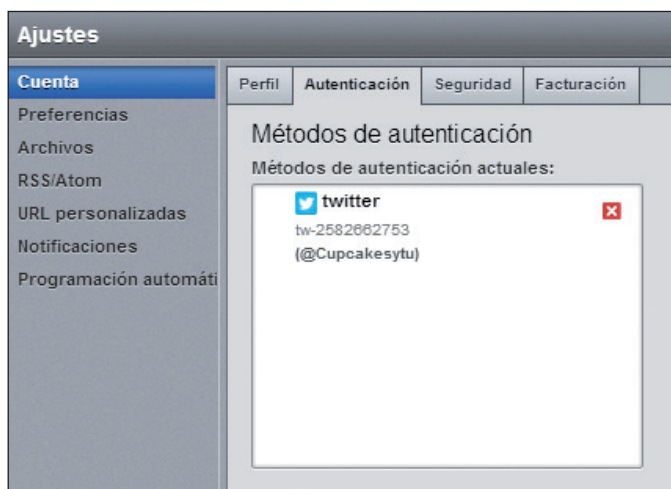 Ajustes
Cuenta
Preferencias
Archivos
RSS/Atom
URL personalizadas
Notificaciones
Programación automáti
Perfil Autenticación Seguridad Facturación
Métodos de autenticación
Métodos de autenticación actuales:
twitter
tw-2582662753
(@Cupcakesytu)